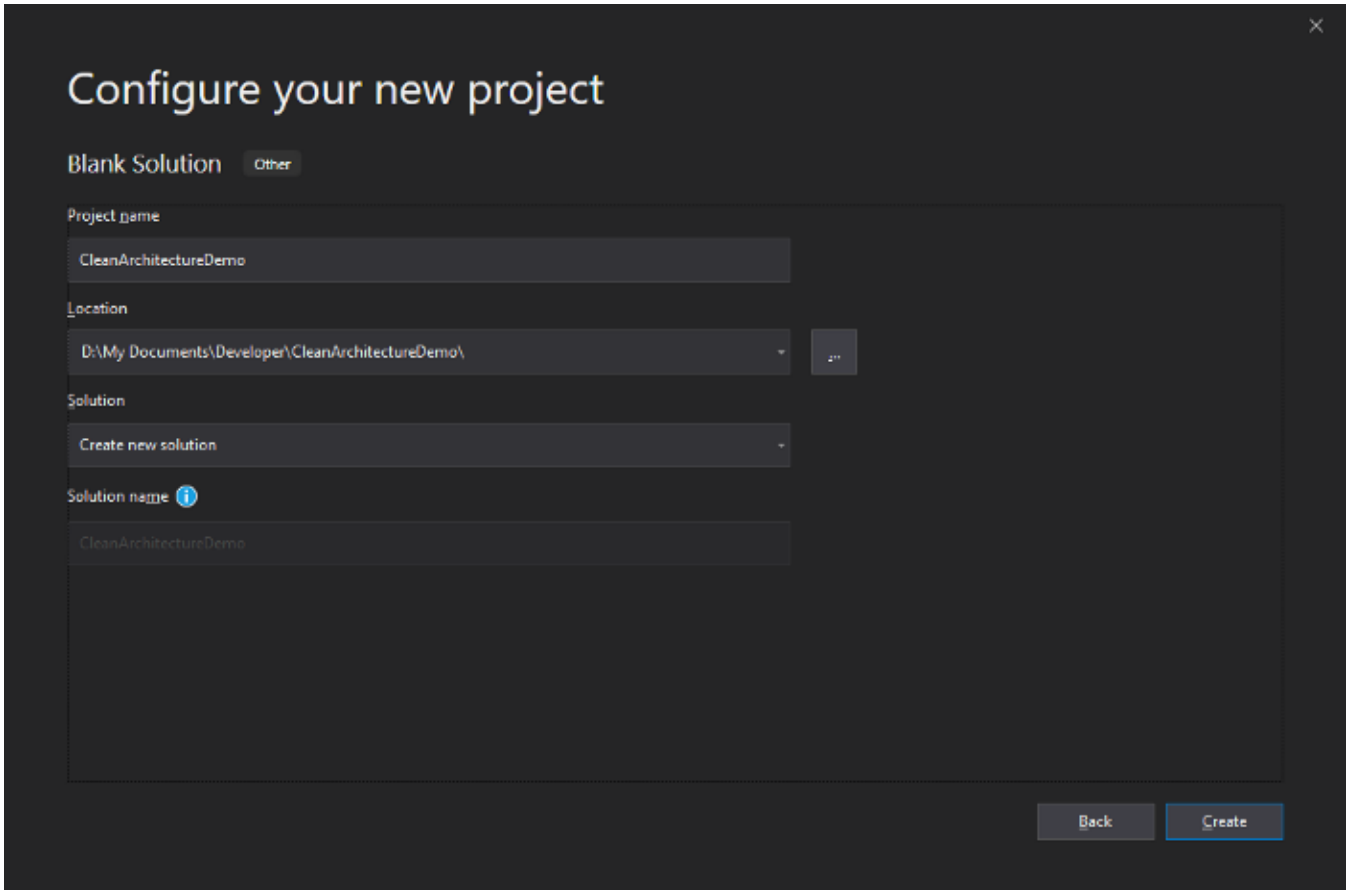 Configure your new project
Blank Solution Other
Project name
CleanArchitectureDemo
Location
D:\My Documents\Developer\CleanArchitectureDemo\
...
Solution
Create new solution
Solution name
CleanArchitectureDemo
Back Create